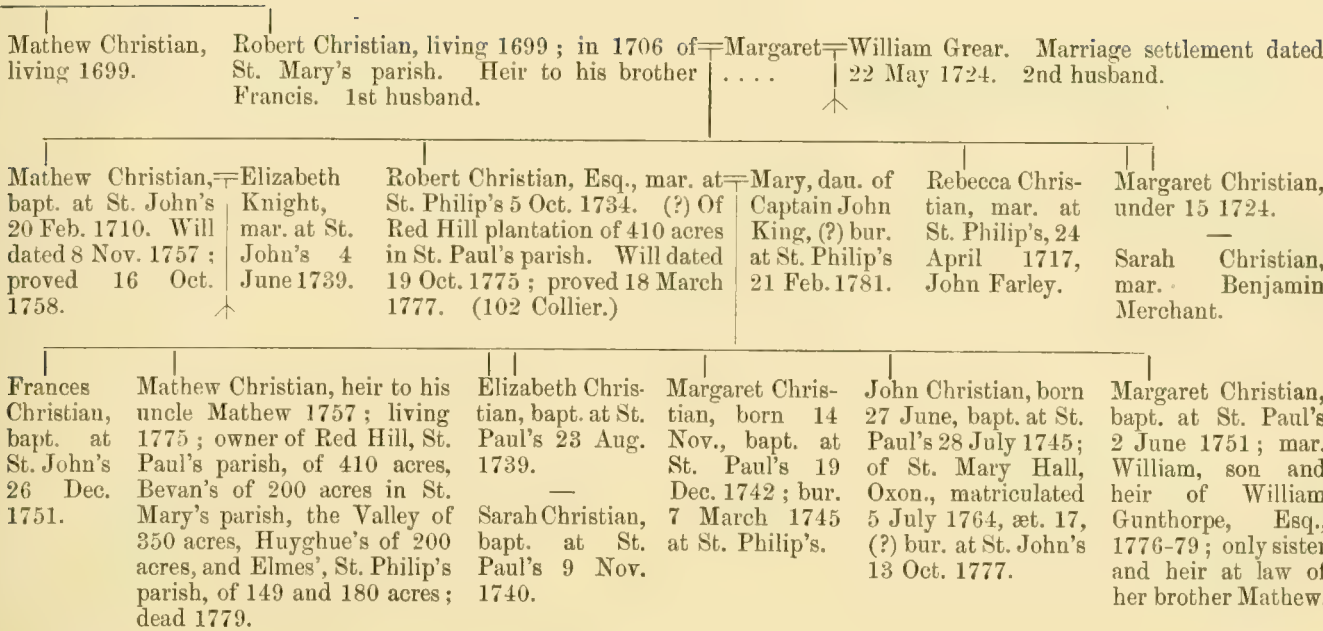 Mathew Christian,
living 1699.
Robert Christian, living 1699 ; in 1706 of
St. Mary's parish. Heir to his brother
Francis. 1st husband.
Margaret
. . . .
William Grear. Marriage settlement dated
22 May 1724. 2nd husband.
Mathew Christian,
bapt. at St. John's
20 Feb. 1710. Will
dated 8 Nov. 1757 ;
proved 16 Oct.
1758.
Elizabeth
Knight,
mar. at St.
John's 4
June 1739.
Robert Christian, Esq., mar. at
St. Philip's 5 Oct. 1734. (?) Of
Red Hill plantation of 410 acres
in St. Paul's parish. Will dated
19 Oct. 1775 ; proved 18 March
1777. (102 Collier.)
Mary, dau. of
Captain John
King, (?) bur.
at St. Philip's
21 Feb. 1781.
Rebecca Chris-
tian, mar. at
St. Philip's, 24
April 1717,
John Farley.
Margaret Christian,
under 15 1724.
—
Sarah Christian,
mar. Benjamin
Merchant.
Frances
Christian,
bapt. at
St. John's
26 Dec.
1751.
Mathew Christian, heir to his
uncle Mathew 1757 ; living
1775 ; owner of Red Hill, St.
Paul's parish, of 410 acres,
Bevan's of 200 acres in St.
Mary's parish, the Valley of
350 acres, Huyghue's of 200
acres, and Elmes', St. Philip's
parish, of 149 and 180 acres ;
dead 1779.
Elizabeth Chris-
tian, bapt. at St.
Paul's 23 Aug.
1739.
—
Sarah Christian,
bapt. at St.
Paul's 9 Nov.
1740.
Margaret Chris-
tian, born 14
Nov., bapt. at
St. Paul's 19
Dec. 1742 ; bur.
7 March 1745
at St. Philip's.
John Christian, born
27 June, bapt. at St.
Paul's 28 July 1745;
of St. Mary Hall,
Oxon., matriculated
5 July 1764, æt. 17,
(?) bur. at St. John's
13 Oct. 1777.
Margaret Christian,
bapt. at St. Paul's
2 June 1751 ; mar.
William, son and
heir of William
Gunthorpe, Esq.,
1776-79 ; only sister
and heir at law of
her brother Mathew.